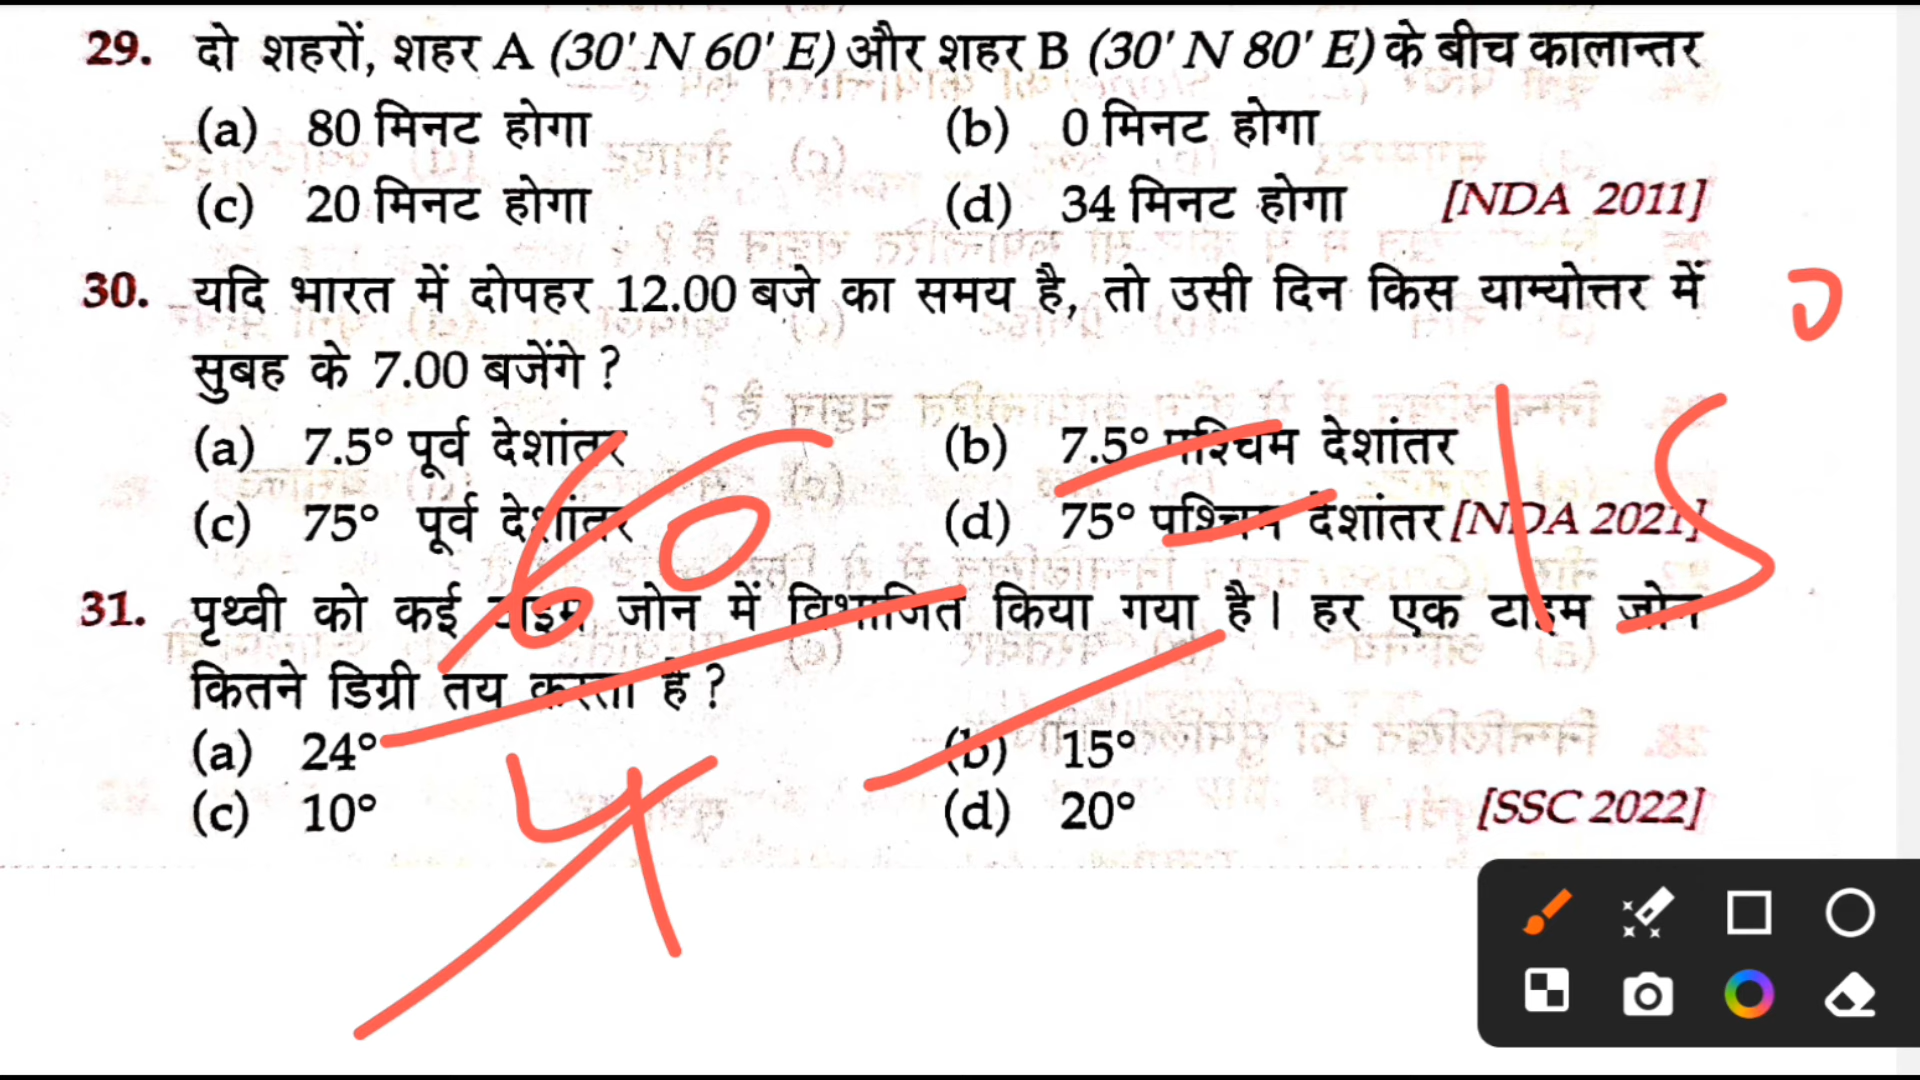 29. दो शहरों, शहर A (30' N 60' E) और शहर B (30' N 80' E) के बीच कालान्तर
(a) 80 मिनट होगा (b) 0 मिनट होगा
(c) 20 मिनट होगा (d) 34 मिनट होगा [NDA 2011]
30. यदि भारत में दोपहर 12.00 बजे का समय है, तो उसी दिन किस याम्योत्तर में
सुबह के 7.00 बजेंगे ?
(a) 7.5° पूर्व देशांतर (b) 7.5° पश्चिम देशांतर
(c) 75° पूर्व देशांतर (d) 75° पश्चिम देशांतर [NDA 2021]
31. पृथ्वी को कई टाइम जोन में विभाजित किया गया है। हर एक टाइम जोन
कितने डिग्री तय करता है ?
(a) 24° (b) 15°
(c) 10° (d) 20° [SSC 2022]
60
4
15